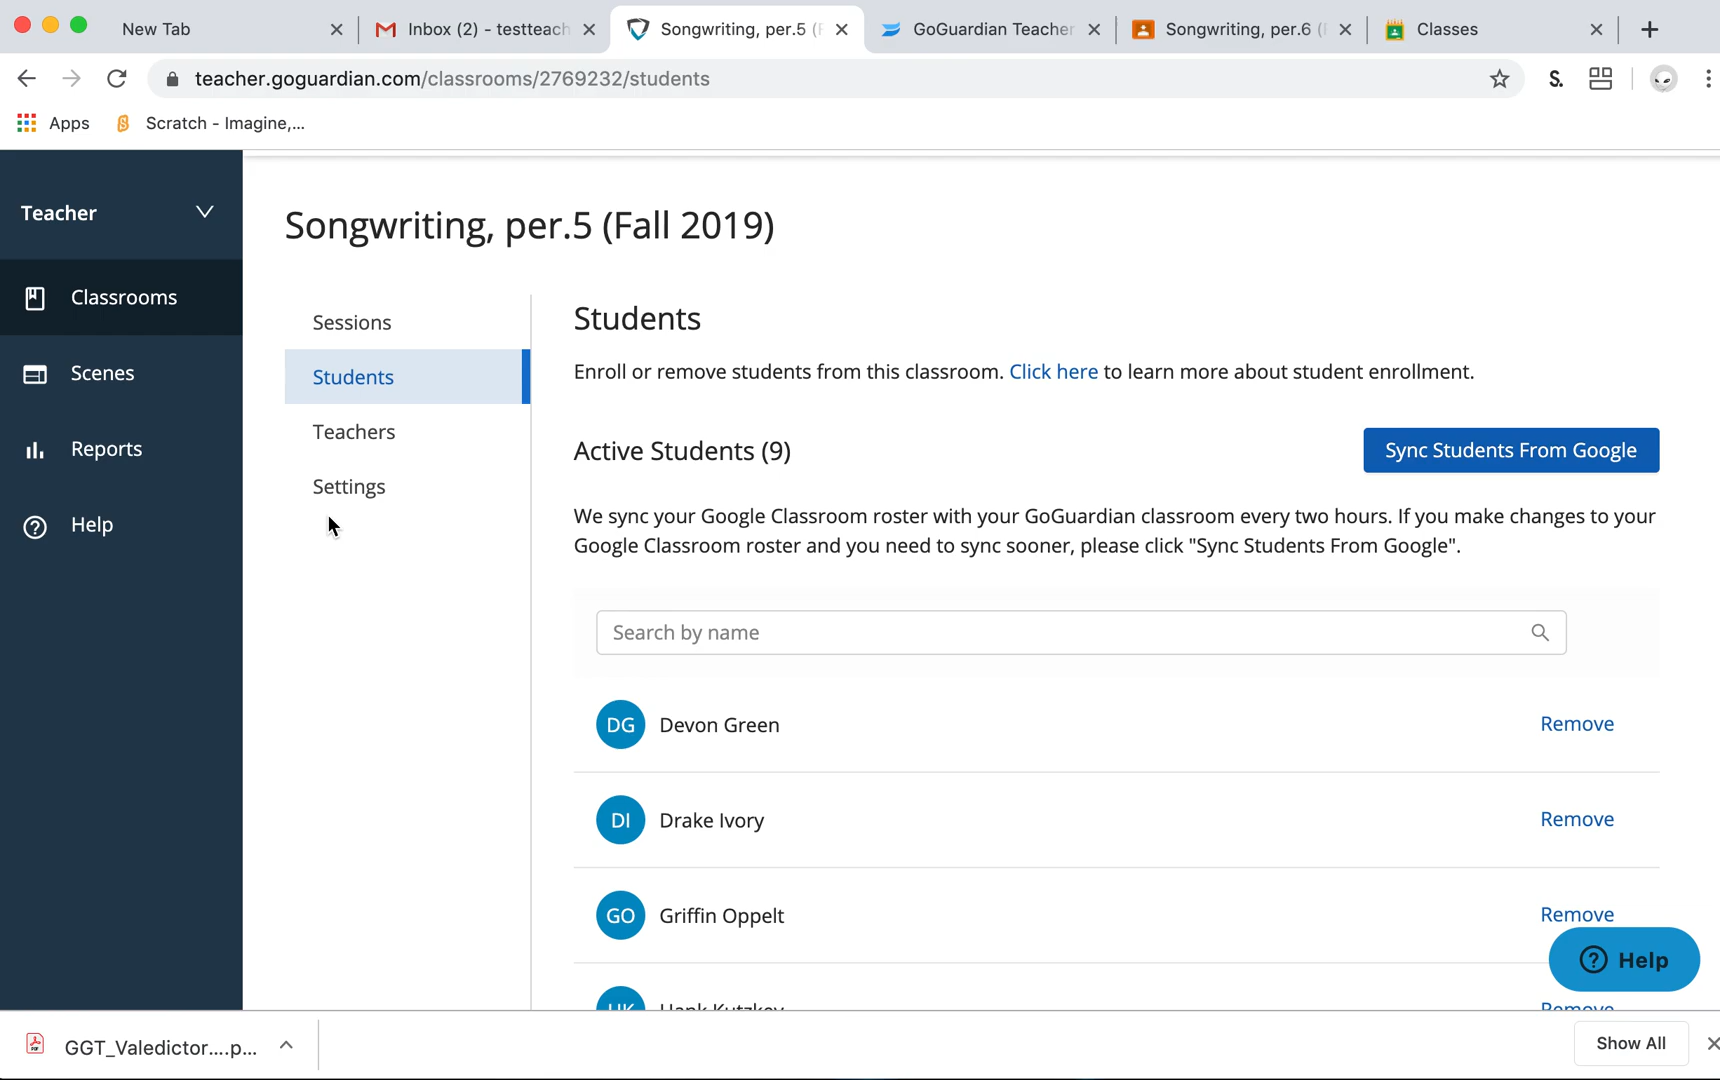 New Tab
Inbox (2) - testteach
Songwriting, per.5 (F
GoGuardian Teacher
Songwriting, per.6 (
Classes
teacher.goguardian.com/classrooms/2769232/students
S.
Apps
Scratch - Imagine,...
Teacher
Classrooms
Scenes
Reports
Help
Songwriting, per.5 (Fall 2019)
Sessions
Students
Teachers
Settings
Students
Enroll or remove students from this classroom. Click here to learn more about student enrollment.
Active Students (9)
Sync Students From Google
We sync your Google Classroom roster with your GoGuardian classroom every two hours. If you make changes to your
Google Classroom roster and you need to sync sooner, please click "Sync Students From Google".
Search by name
DG Devon Green Remove
DI Drake Ivory Remove
GO Griffin Oppelt Remove
HK Hank Kutzkey Remove
Help
GGT_Valedictor....p...
Show All